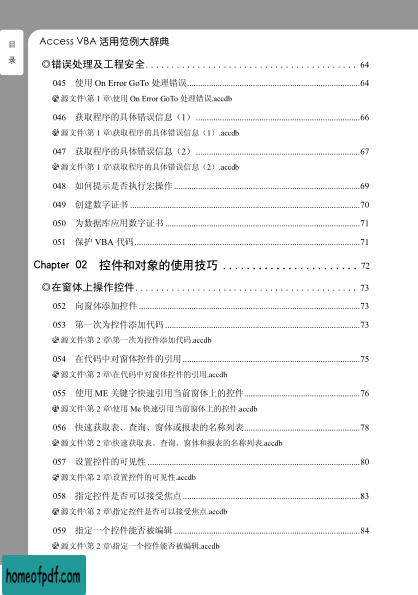 目
录
Access VBA 活用范例大辞典
◎错误处理及工程安全 64
045 使用 On Error GoTo 处理错误 64
源文件\第 1 章\使用 On Error GoTo 处理错误.accdb
046 获取程序的具体错误信息（1） 66
源文件\第 1 章\获取程序的具体错误信息（1）.accdb
047 获取程序的具体错误信息（2） 67
源文件\第 1 章\获取程序的具体错误信息（2）.accdb
048 如何提示是否执行宏操作 69
049 创建数字证书 70
050 为数据库应用数字证书 71
051 保护 VBA 代码 71
Chapter 02 控件和对象的使用技巧 72
◎在窗体上操作控件 73
052 向窗体添加控件 73
053 第一次为控件添加代码 73
源文件\第 2 章\第一次为控件添加代码.accdb
054 在代码中对窗体控件的引用 75
源文件\第 2 章\在代码中对窗体控件的引用.accdb
055 使用 ME 关键字快速引用当前窗体上的控件 76
源文件\第 2 章\使用 Me 快速引用当前窗体上的控件.accdb
056 快速获取表、查询、窗体或报表的名称列表 78
源文件\第 2 章\快速获取表、查询、窗体和报表的名称列表.accdb
057 设置控件的可见性 80
源文件\第 2 章\设置控件的可见性.accdb
058 指定控件是否可以接受焦点 83
源文件\第 2 章\指定控件是否可以接受焦点.accdb
059 指定一个控件能否被编辑 84
源文件\第 2 章\指定一个控件能否被编辑.accdb
homeofpdf.com